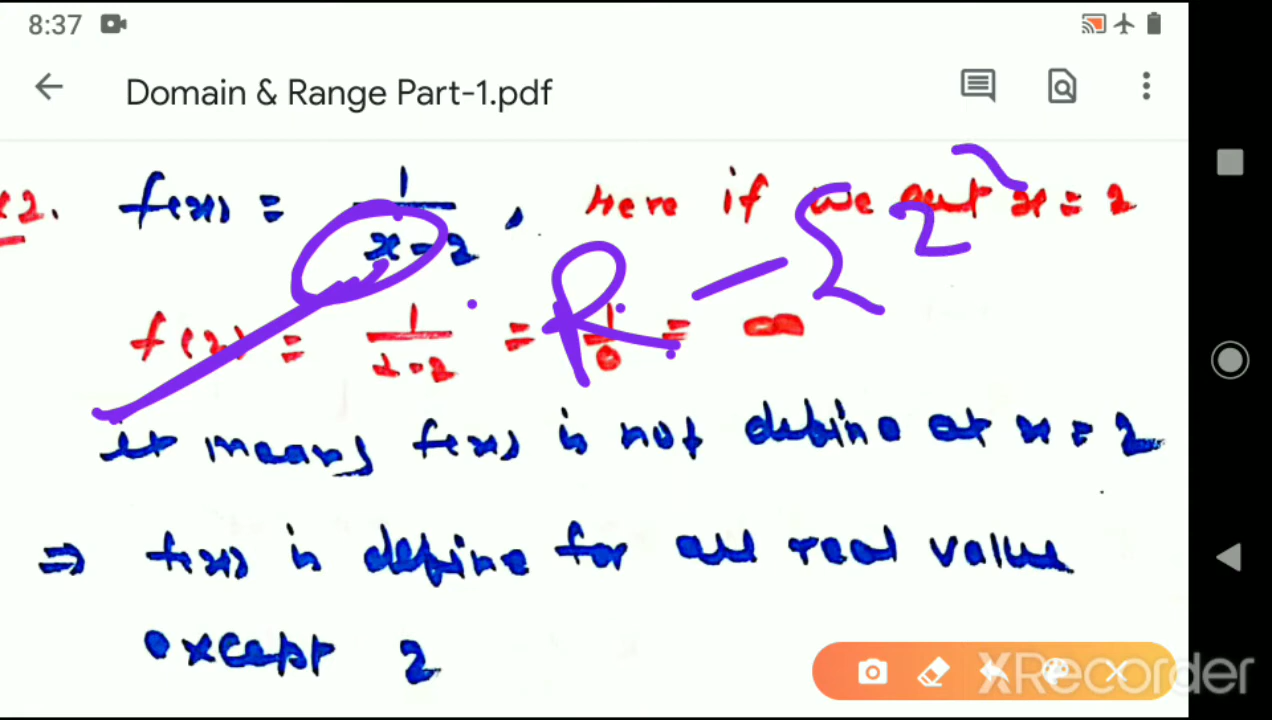 8:37
Domain & Range Part-1.pdf
x2. f(x) = 1/(x-2), Here if we put x = 2
R - {2}
f(2) = 1/(2-2) = 1/0 = ∞
it means f(x) is not define at x = 2
⇒ f(x) is define for all real value
except 2
XRecorder